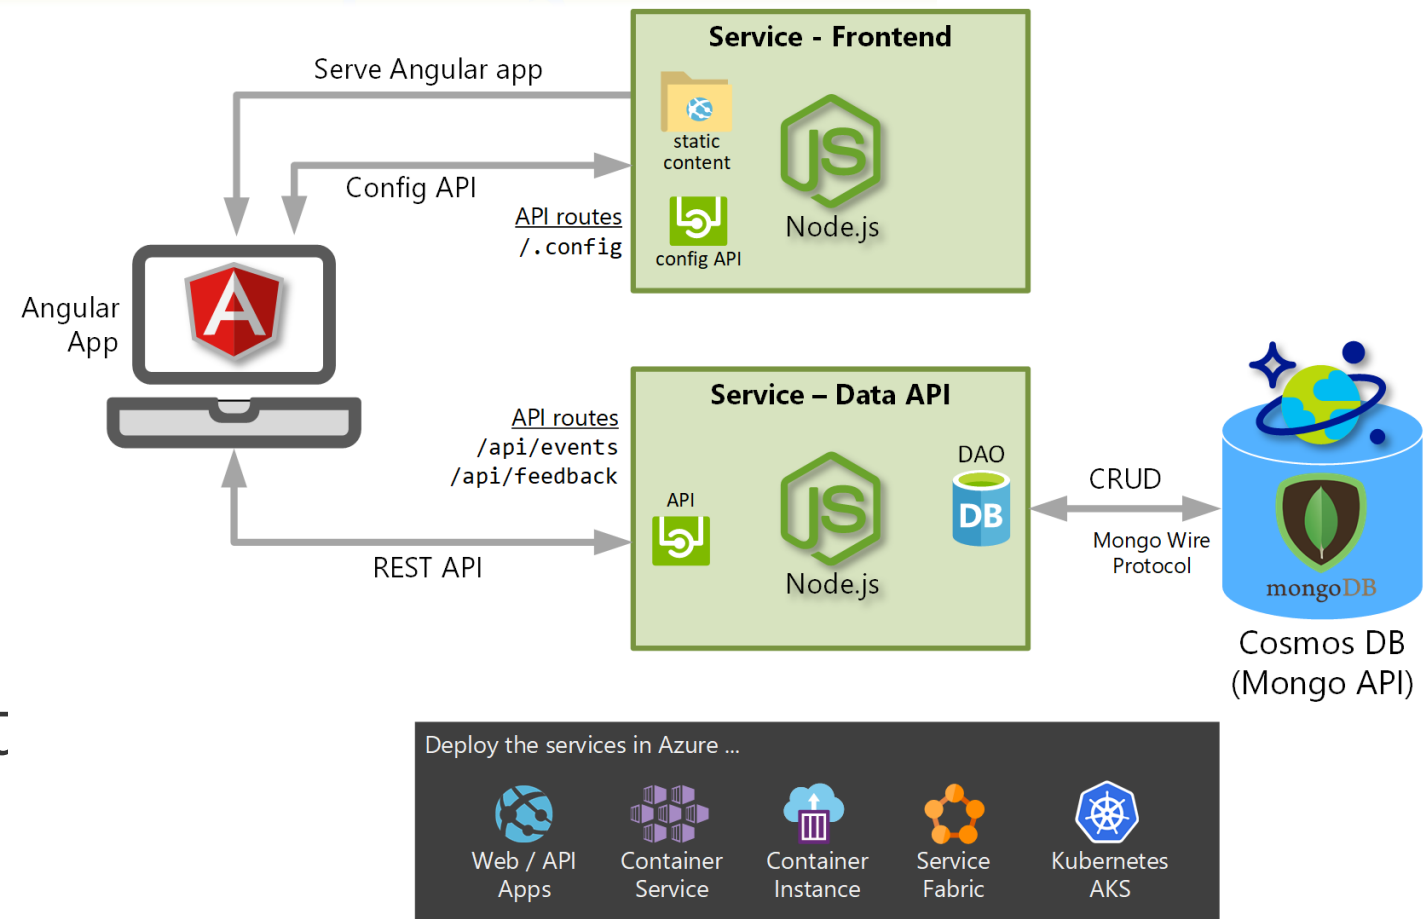 Service - Frontend
Serve Angular app
static
content
JS
Node.js
Config API
API routes
/.config
config API
Angular
App
A
Service – Data API
API routes
/api/events
/api/feedback
API
JS
Node.js
DAO
DB
REST API
CRUD
Mongo Wire
Protocol
mongoDB
Cosmos DB
(Mongo API)
Deploy the services in Azure ...
Web / API
Apps
Container
Service
Container
Instance
Service
Fabric
Kubernetes
AKS